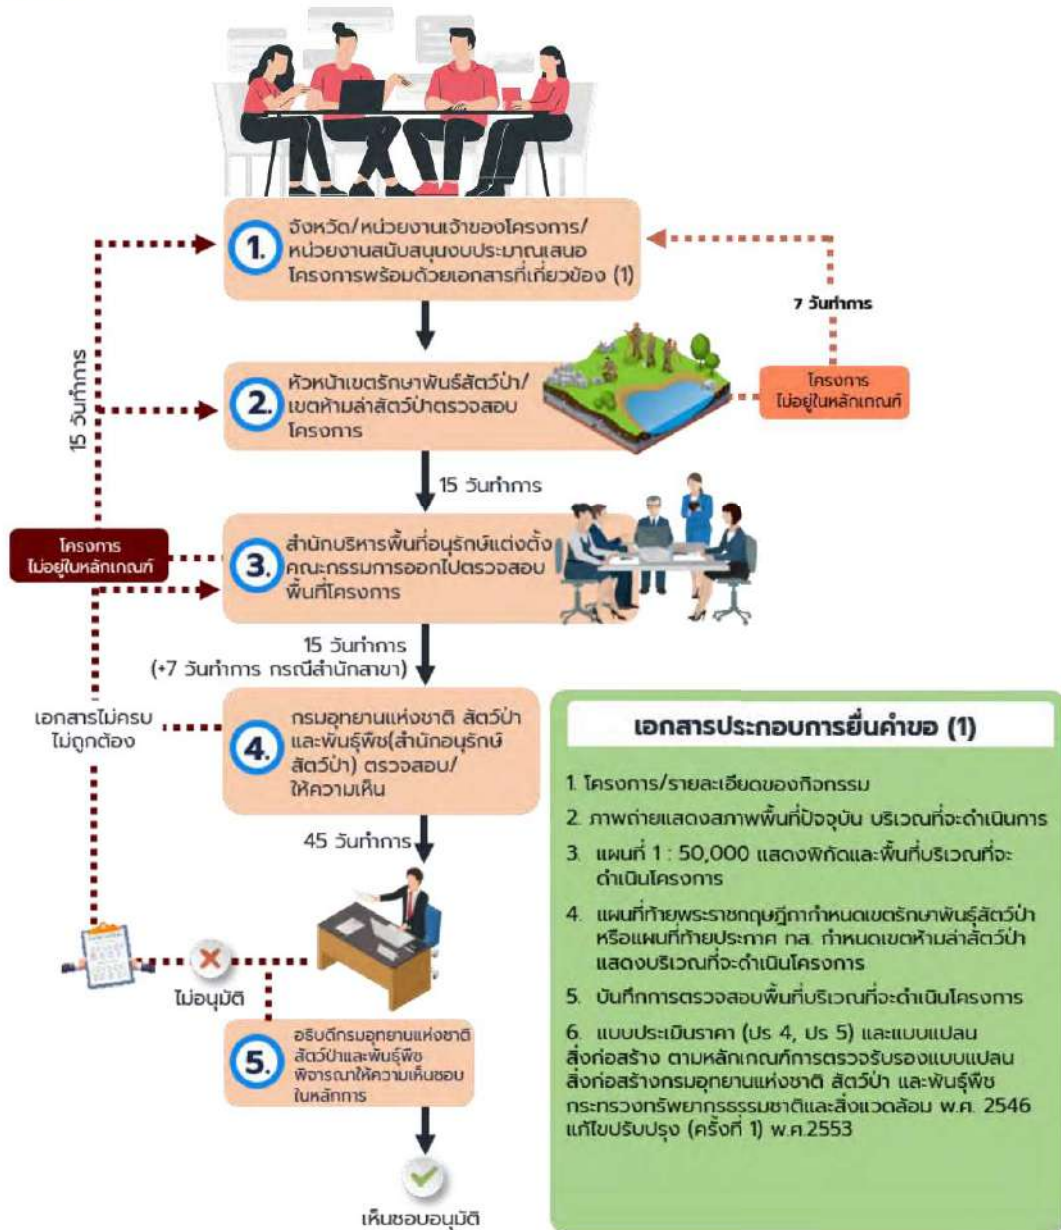 1.
จังหวัด/หน่วยงานเจ้าของโครงการ/
หน่วยงานสนับสนุนงบประมาณเสนอ
โครงการพร้อมด้วยเอกสารที่เกี่ยวข้อง (1)
7 วันทำการ
15 วันทำการ
2.
หัวหน้าเขตรักษาพันธุ์สัตว์ป่า/
เขตห้ามล่าสัตว์ป่าตรวจสอบ
โครงการ
โครงการ
ไม่อยู่ในหลักเกณฑ์
15 วันทำการ
โครงการ
ไม่อยู่ในหลักเกณฑ์
3.
สำนักบริหารพื้นที่อนุรักษ์แต่งตั้ง
คณะกรรมการออกไปตรวจสอบ
พื้นที่โครงการ
15 วันทำการ
(+7 วันทำการ กรณีสำนักสาขา)
เอกสารไม่ครบ
ไม่ถูกต้อง
4.
กรมอุทยานแห่งชาติ สัตว์ป่า
และพันธุ์พืช(สำนักอนุรักษ์
สัตว์ป่า) ตรวจสอบ/
ให้ความเห็น
45 วันทำการ
ไม่อนุมัติ
5.
อธิบดีกรมอุทยานแห่งชาติ
สัตว์ป่าและพันธุ์พืช
พิจารณาให้ความเห็นชอบ
ในหลักการ
เห็นชอบอนุมัติ
เอกสารประกอบการยื่นคำขอ (1)
1. โครงการ/รายละเอียดของกิจกรรม
2. ภาพถ่ายแสดงสภาพพื้นที่ปัจจุบัน บริเวณที่จะดำเนินการ
3. แผนที่ 1 : 50,000 แสดงพิกัดและพื้นที่บริเวณที่จะ
ดำเนินโครงการ
4. แผนที่ท้ายพระราชกฤษฎีกากำหนดเขตรักษาพันธุ์สัตว์ป่า
หรือแผนที่ท้ายประกาศ ทส. กำหนดเขตห้ามล่าสัตว์ป่า
แสดงบริเวณที่จะดำเนินโครงการ
5. บันทึกการตรวจสอบพื้นที่บริเวณที่จะดำเนินโครงการ
6. แบบประเมินราคา (ปร 4, ปร 5) และแบบแปลน
สิ่งก่อสร้าง ตามหลักเกณฑ์การตรวจรับรองแบบแปลน
สิ่งก่อสร้างกรมอุทยานแห่งชาติ สัตว์ป่า และพันธุ์พืช
กระทรวงทรัพยากรธรรมชาติและสิ่งแวดล้อม พ.ศ. 2546
แก้ไขปรับปรุง (ครั้งที่ 1) พ.ศ.2553